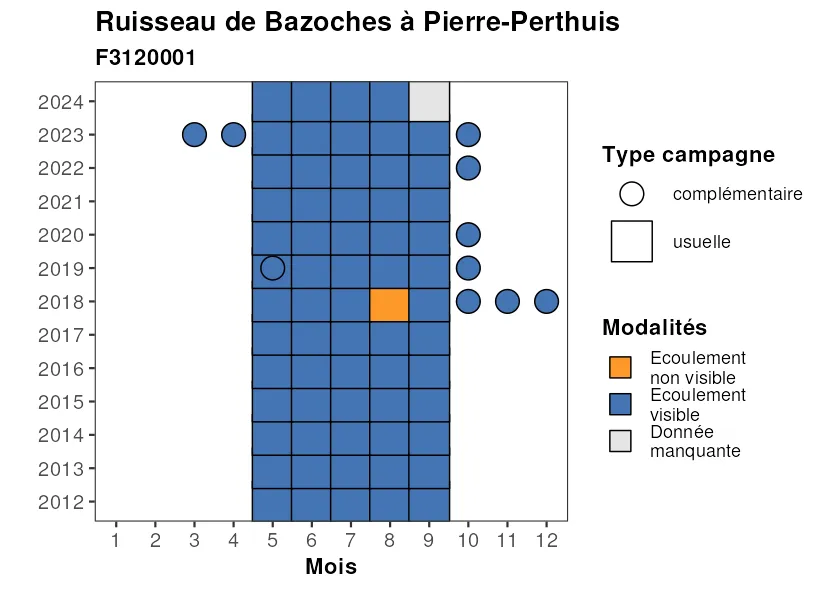 Ruisseau de Bazoches à Pierre-Perthuis
F3120001
2024
2023
2022
2021
2020
2019
2018
2017
2016
2015
2014
2013
2012
1 2 3 4 5 6 7 8 9 10 11 12
Mois
Type campagne
complémentaire
usuelle
Modalités
Ecoulement
non visible
Ecoulement
visible
Donnée
manquante